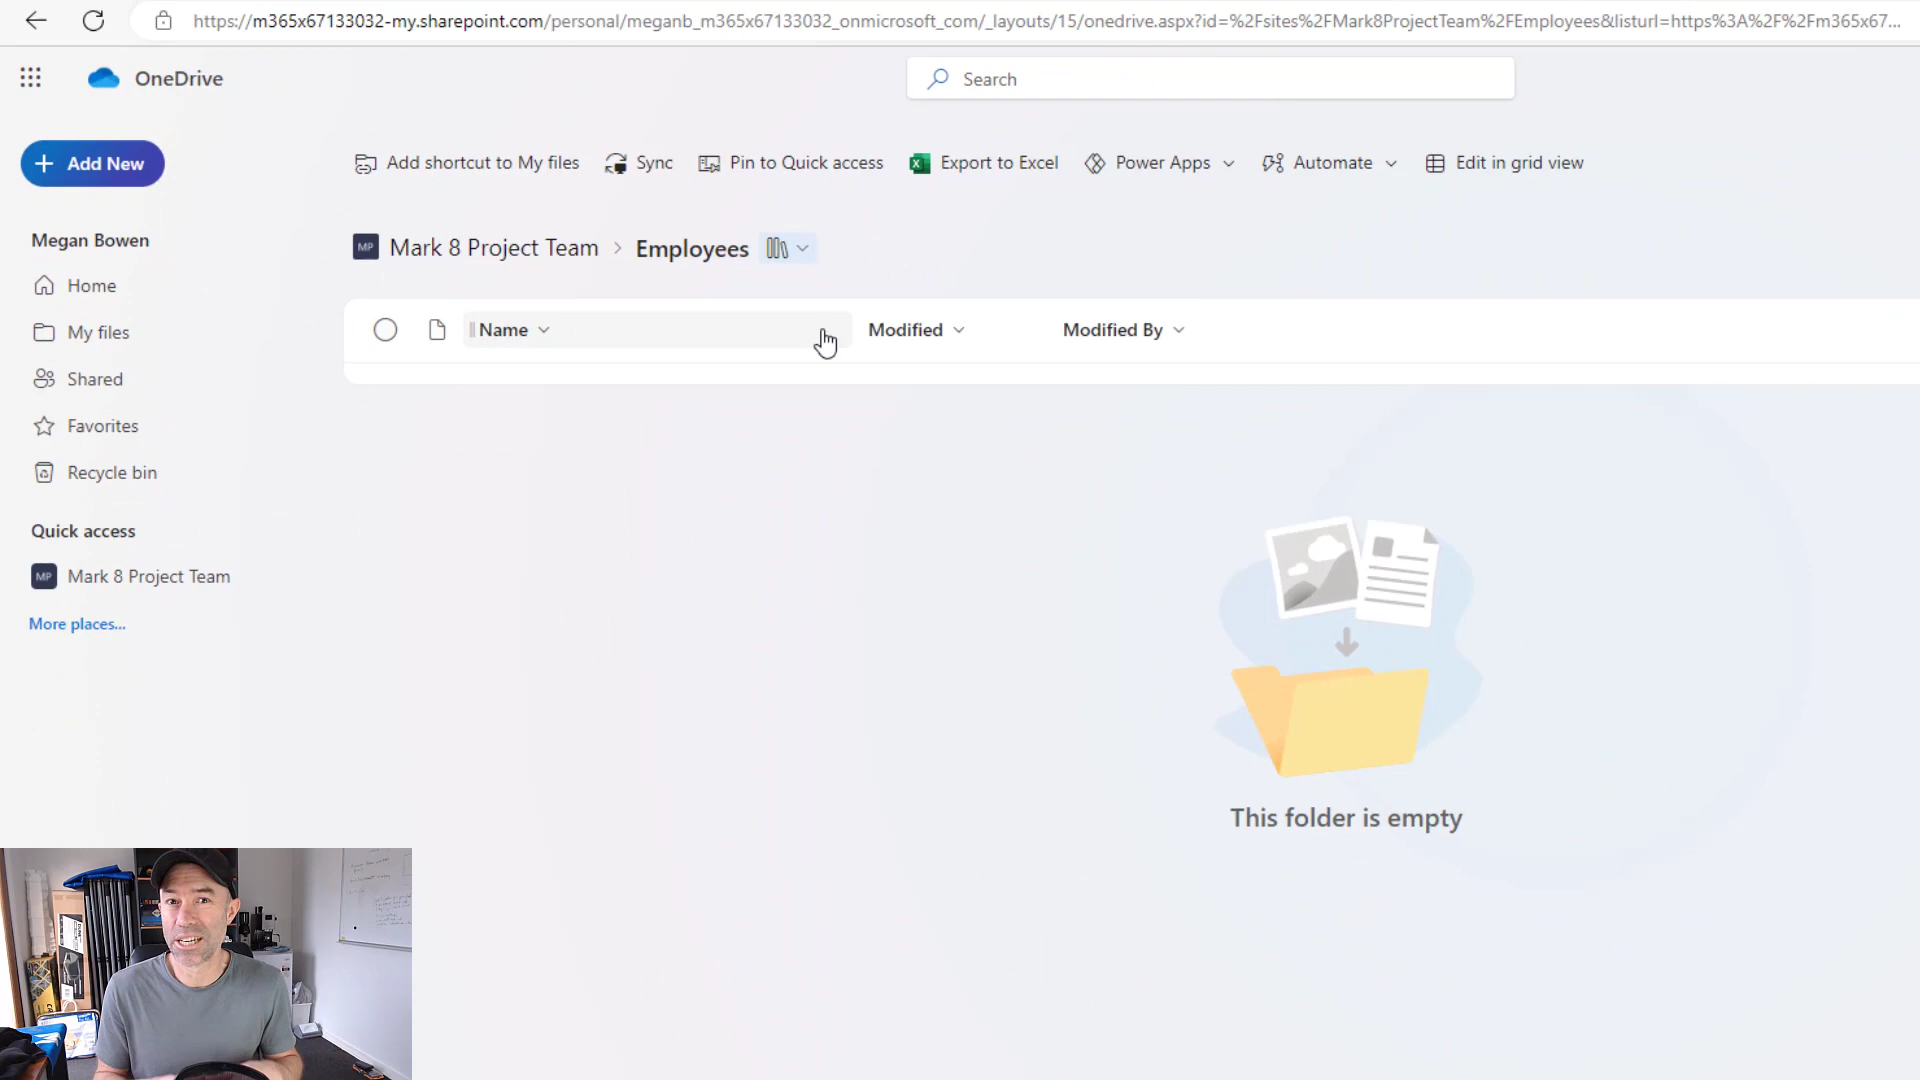 https://m365x67133032-my.sharepoint.com/personal/meganb_m365x67133032_onmicrosoft_com/_layouts/15/onedrive.aspx?id=%2Fsites%2FMark8ProjectTeam%2FEmployees&listurl=https%3A%2F%2Fm365x67...
OneDrive
Search
Add New
Add shortcut to My files
Sync
Pin to Quick access
Export to Excel
Power Apps
Automate
Edit in grid view
Megan Bowen
Home
My files
Shared
Favorites
Recycle bin
Quick access
MP Mark 8 Project Team
More places...
MP Mark 8 Project Team > Employees
Name
Modified
Modified By
This folder is empty